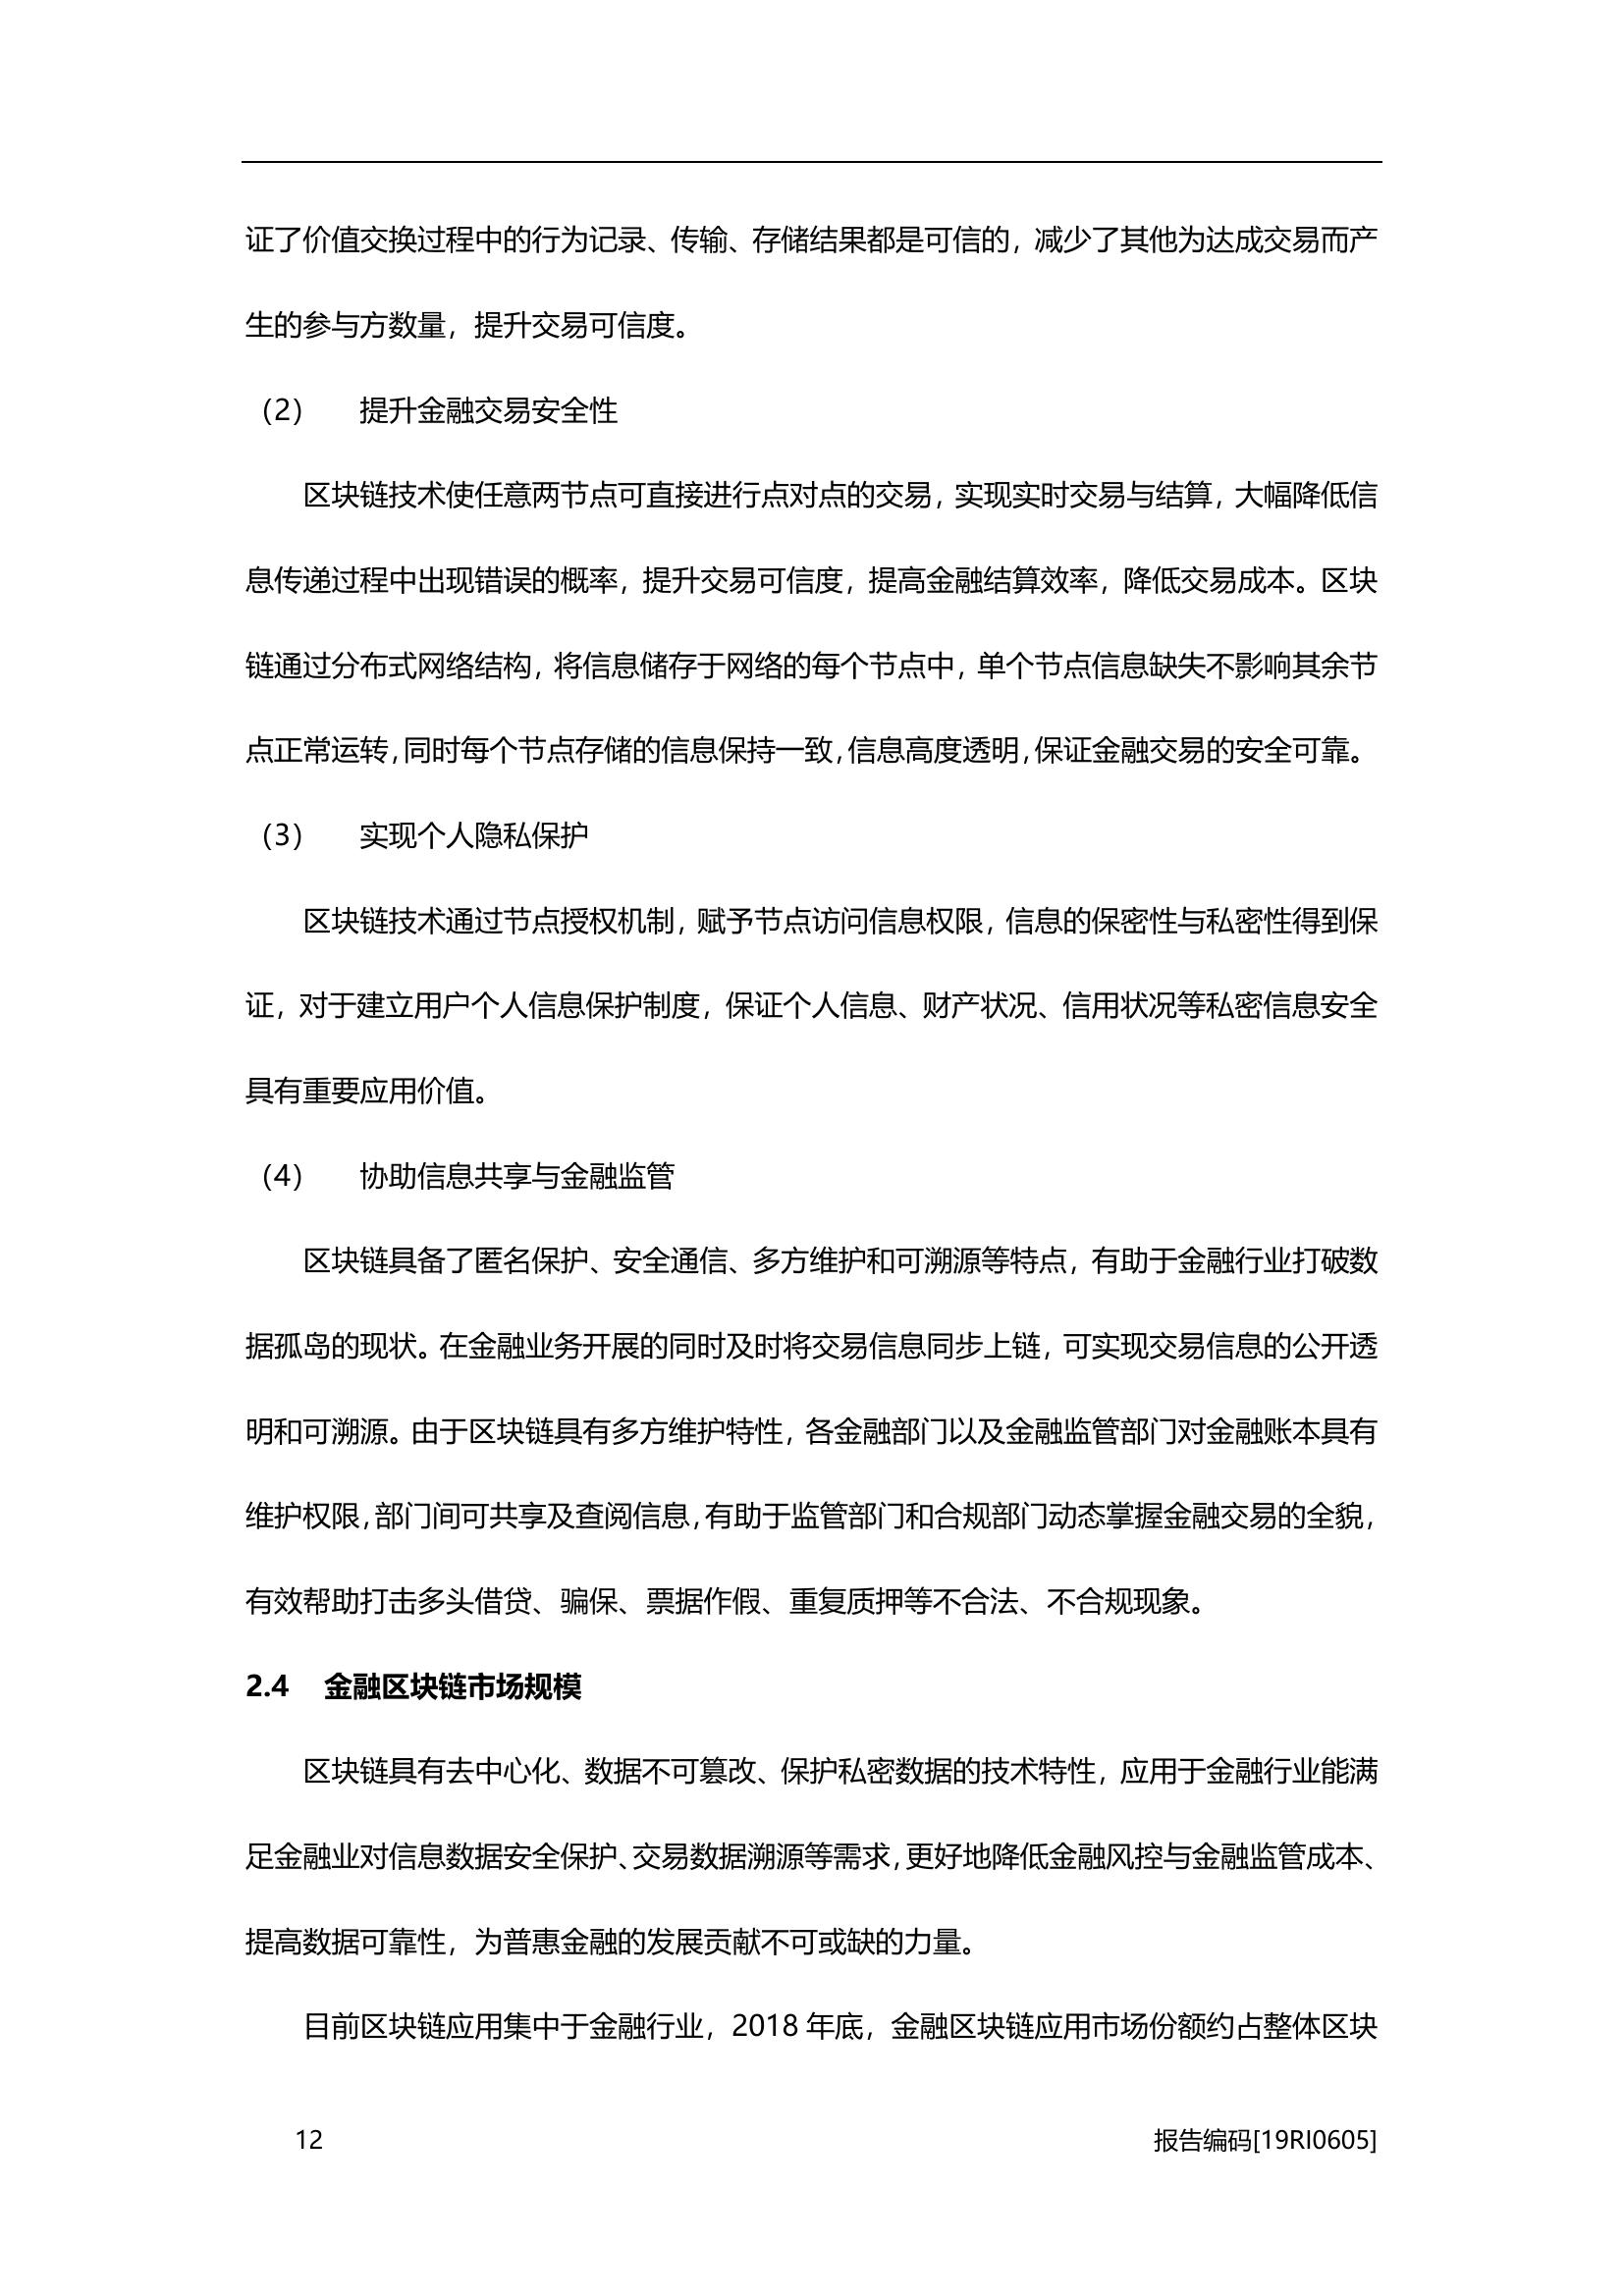 证了价值交换过程中的行为记录、传输、存储结果都是可信的，减少了其他为达成交易而产
生的参与方数量，提升交易可信度。
（2） 提升金融交易安全性
区块链技术使任意两节点可直接进行点对点的交易，实现实时交易与结算，大幅降低信
息传递过程中出现错误的概率，提升交易可信度，提高金融结算效率，降低交易成本。区块
链通过分布式网络结构，将信息储存于网络的每个节点中，单个节点信息缺失不影响其余节
点正常运转，同时每个节点存储的信息保持一致，信息高度透明，保证金融交易的安全可靠。
（3） 实现个人隐私保护
区块链技术通过节点授权机制，赋予节点访问信息权限，信息的保密性与私密性得到保
证，对于建立用户个人信息保护制度，保证个人信息、财产状况、信用状况等私密信息安全
具有重要应用价值。
（4） 协助信息共享与金融监管
区块链具备了匿名保护、安全通信、多方维护和可溯源等特点，有助于金融行业打破数
据孤岛的现状。在金融业务开展的同时及时将交易信息同步上链，可实现交易信息的公开透
明和可溯源。由于区块链具有多方维护特性，各金融部门以及金融监管部门对金融账本具有
维护权限，部门间可共享及查阅信息，有助于监管部门和合规部门动态掌握金融交易的全貌，
有效帮助打击多头借贷、骗保、票据作假、重复质押等不合法、不合规现象。
2.4 金融区块链市场规模
区块链具有去中心化、数据不可篡改、保护私密数据的技术特性，应用于金融行业能满
足金融业对信息数据安全保护、交易数据溯源等需求，更好地降低金融风控与金融监管成本、
提高数据可靠性，为普惠金融的发展贡献不可或缺的力量。
目前区块链应用集中于金融行业，2018 年底，金融区块链应用市场份额约占整体区块
12 报告编码[19RI0605]